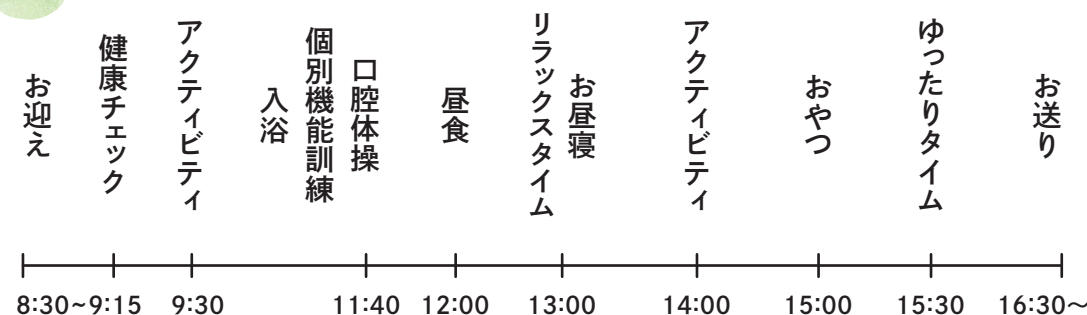 お迎え
健康チェック
アクティビティ
入浴
個別機能訓練
口腔体操
昼食
リラックスタイム
お昼寝
アクティビティ
おやつ
ゆったりタイム
お送り
8:30~9:15
9:30
11:40
12:00
13:00
14:00
15:00
15:30
16:30~